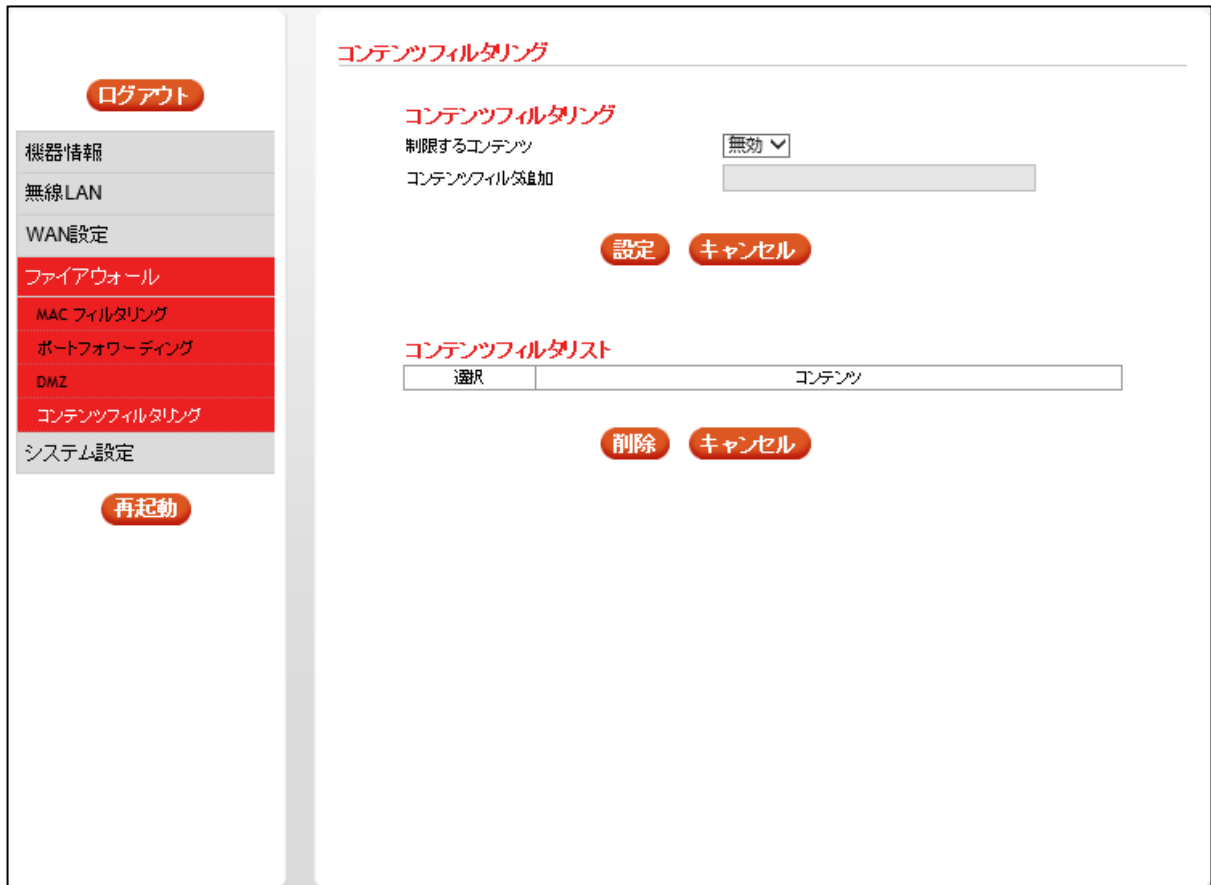 ログアウト
機器情報
無線LAN
WAN設定
ファイアウォール
MAC フィルタリング
ポートフォワーディング
DMZ
コンテンツフィルタリング
システム設定
再起動
コンテンツフィルタリング
コンテンツフィルタリング
制限するコンテンツ 無効
コンテンツフィルタ追加
設定 キャンセル
コンテンツフィルタリスト
選択 コンテンツ
削除 キャンセル